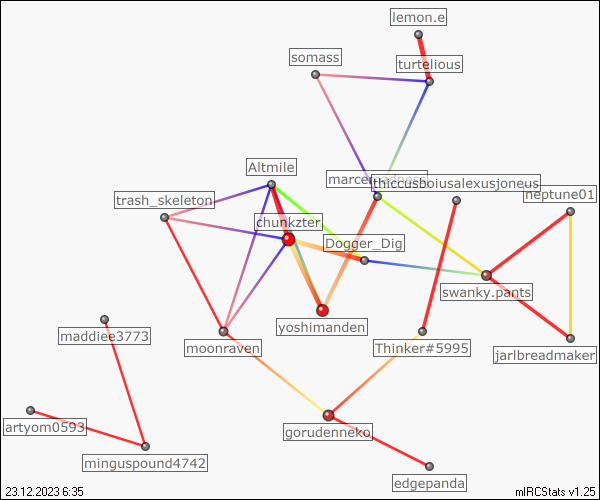 lemon.e
somass
turtelious
Altmile
thiccusboiusalexusjoneus
trash_skeleton
neptune01
chunkzter
Dogger_Dig
swanky.pants
yoshimanden
maddiee3773
moonraven
Thinker#5995
jarlbreadmaker
artyom0593
gorudenneko
minguspound4742
edgepanda
23.12.2023 6:35
mIRCStats v1.25